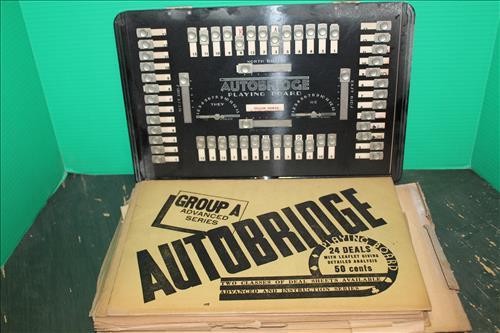 NORTH BIDS
AUTOBRIDGE
PLAYING BOARD
THEY
WE
GROUP A
ADVANCED
SERIES
AUTOBRIDGE
PLAYING BOARD
24 DEALS
WITH LEAFLET GIVING
DETAILED ANALYSIS
50 cents
TWO CLASSES OF DEAL SHEETS AVAILABLE
ADVANCED AND INSTRUCTION SERIES